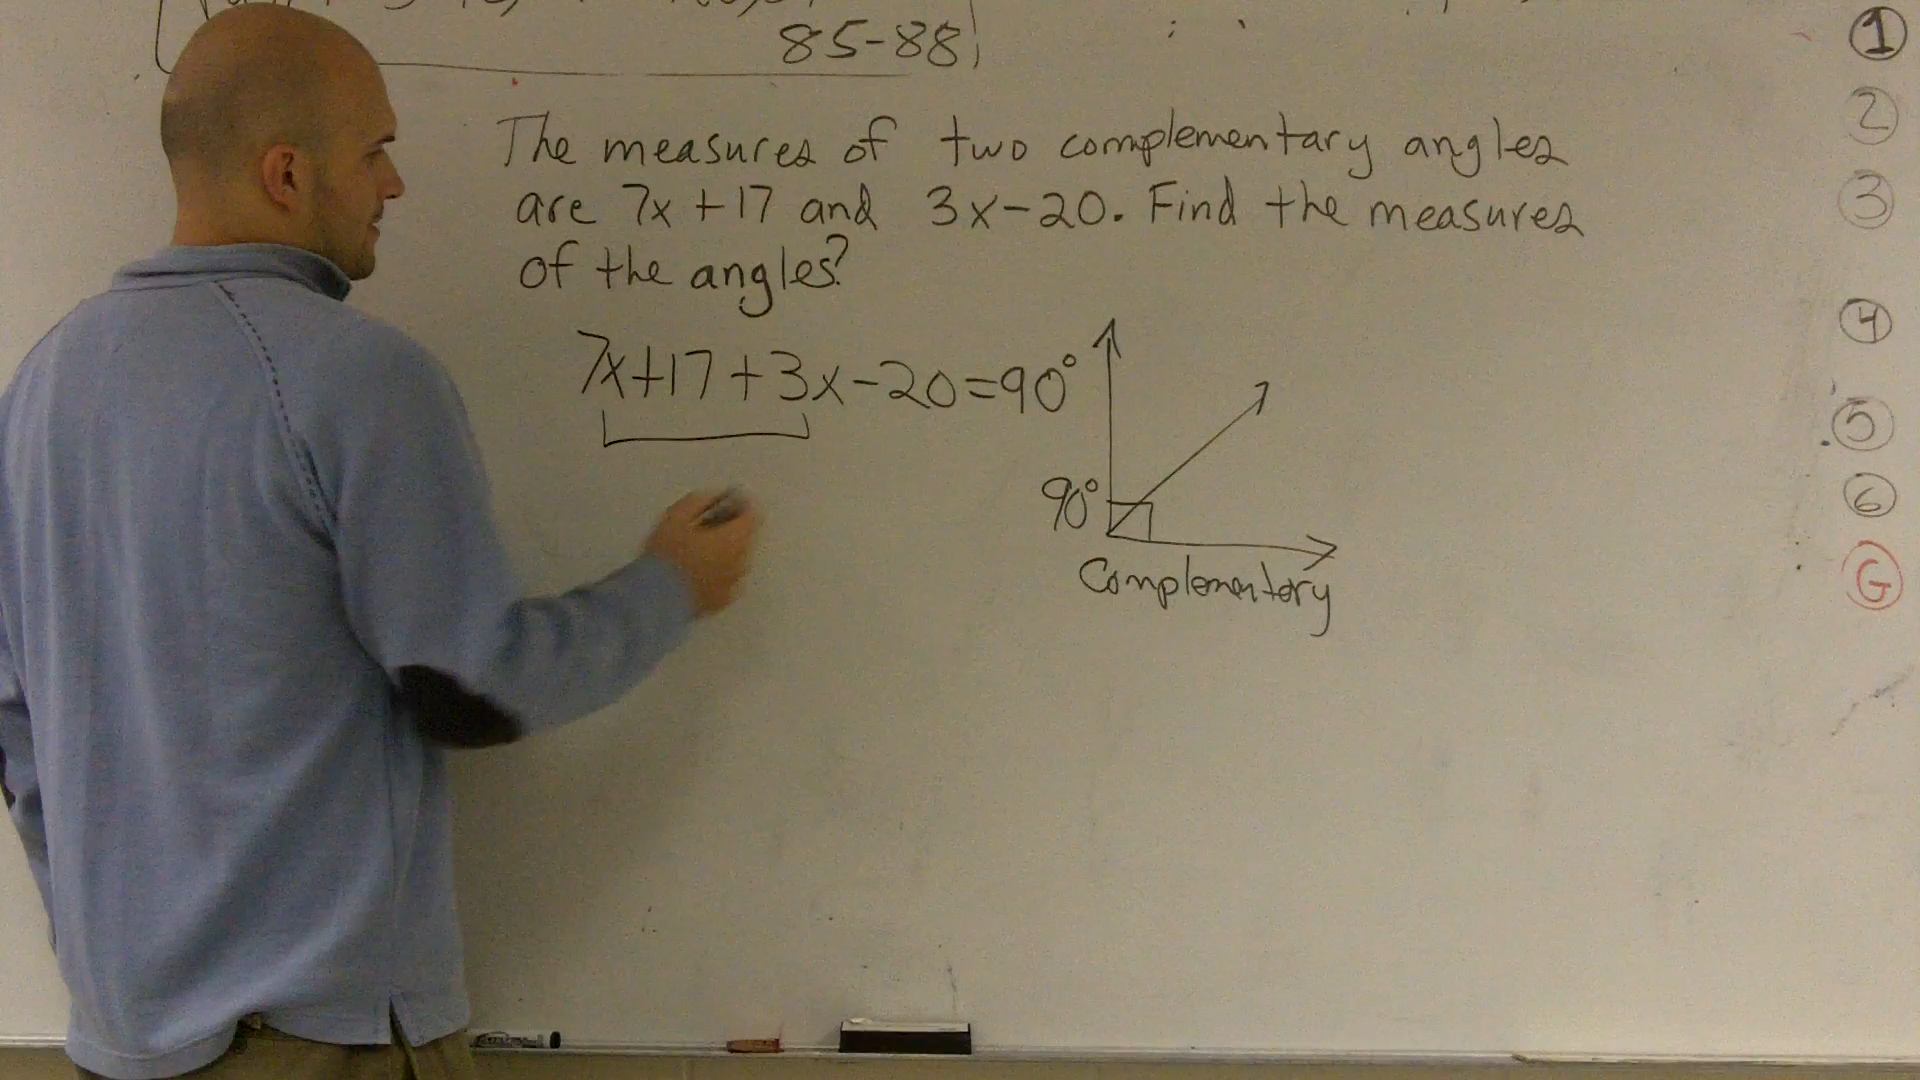 85-88
The measures of two complementary angles
are 7x+17 and 3x-20. Find the measures
of the angles?
7x+17+3x-20=90°
90°
Complementary
1
2
3
4
5
6
G